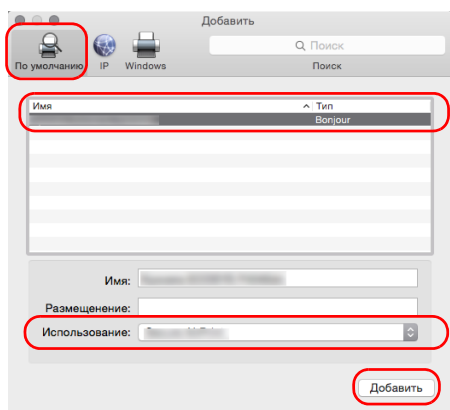 Добавить
По умолчанию IP Windows Поиск
Поиск
Имя Тип
Bonjour
Имя:
Размещение:
Использование:
Добавить